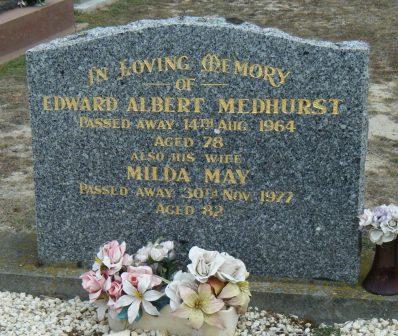 IN LOVING MEMORY
OF
EDWARD ALBERT MEDHURST
PASSED AWAY 14TH AUG 1964
AGED 78
ALSO HIS WIFE
MILDA MAY
PASSED AWAY 30TH NOV 1977
AGED 82